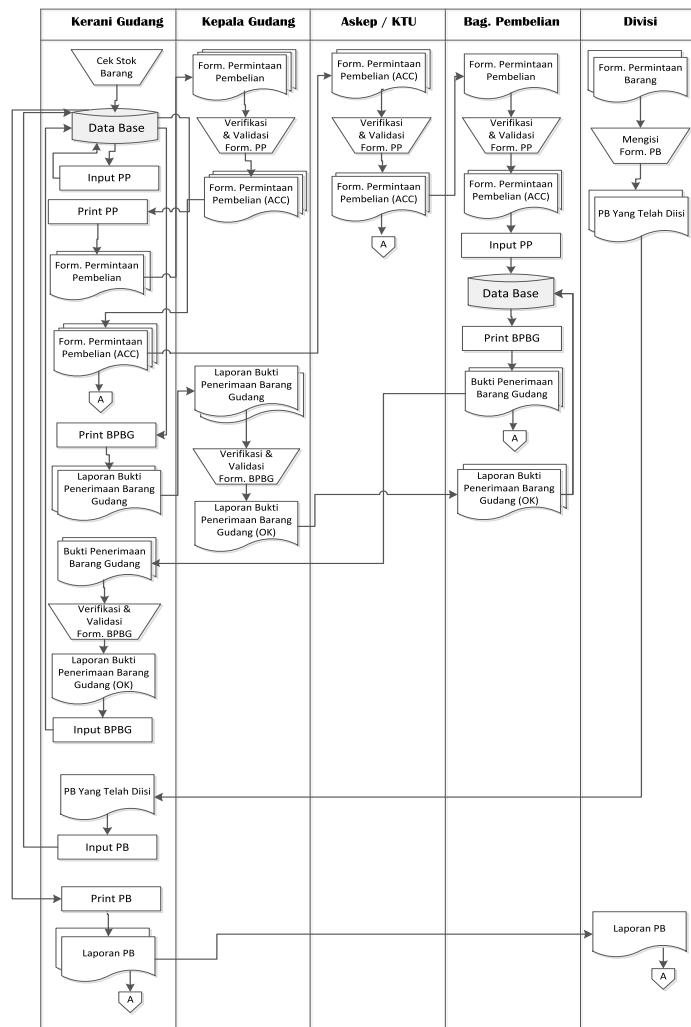 Kerani Gudang
Kepala Gudang
Askep / KTU
Bag. Pembelian
Divisi
Cek Stok
Barang
Data Base
Input PP
Print PP
Form. Permintaan
Pembelian
Form. Permintaan
Pembelian (ACC)
A
Print BPBG
Laporan Bukti
Penerimaan Barang
Gudang
Bukti Penerimaan
Barang Gudang
Verifikasi &
Validasi
Form. BPBG
Laporan Bukti
Penerimaan Barang
Gudang (OK)
Input BPBG
PB Yang Telah Diisi
Input PB
Print PB
Laporan PB
A
Form. Permintaan
Pembelian
Verifikasi
& Validasi
Form. PP
Form. Permintaan
Pembelian (ACC)
Laporan Bukti
Penerimaan Barang
Gudang
Verifikasi &
Validasi
Form. BPBG
Laporan Bukti
Penerimaan Barang
Gudang (OK)
Form. Permintaan
Pembelian (ACC)
Verifikasi
& Validasi
Form. PP
Form. Permintaan
Pembelian (ACC)
A
Form. Permintaan
Pembelian
Verifikasi
& Validasi
Form. PP
Form. Permintaan
Pembelian (ACC)
Input PP
Data Base
Print BPBG
Bukti Penerimaan
Barang Gudang
A
Laporan Bukti
Penerimaan Barang
Gudang (OK)
Form. Permintaan
Barang
Mengisi
Form. PB
PB Yang Telah Diisi
Laporan PB
A